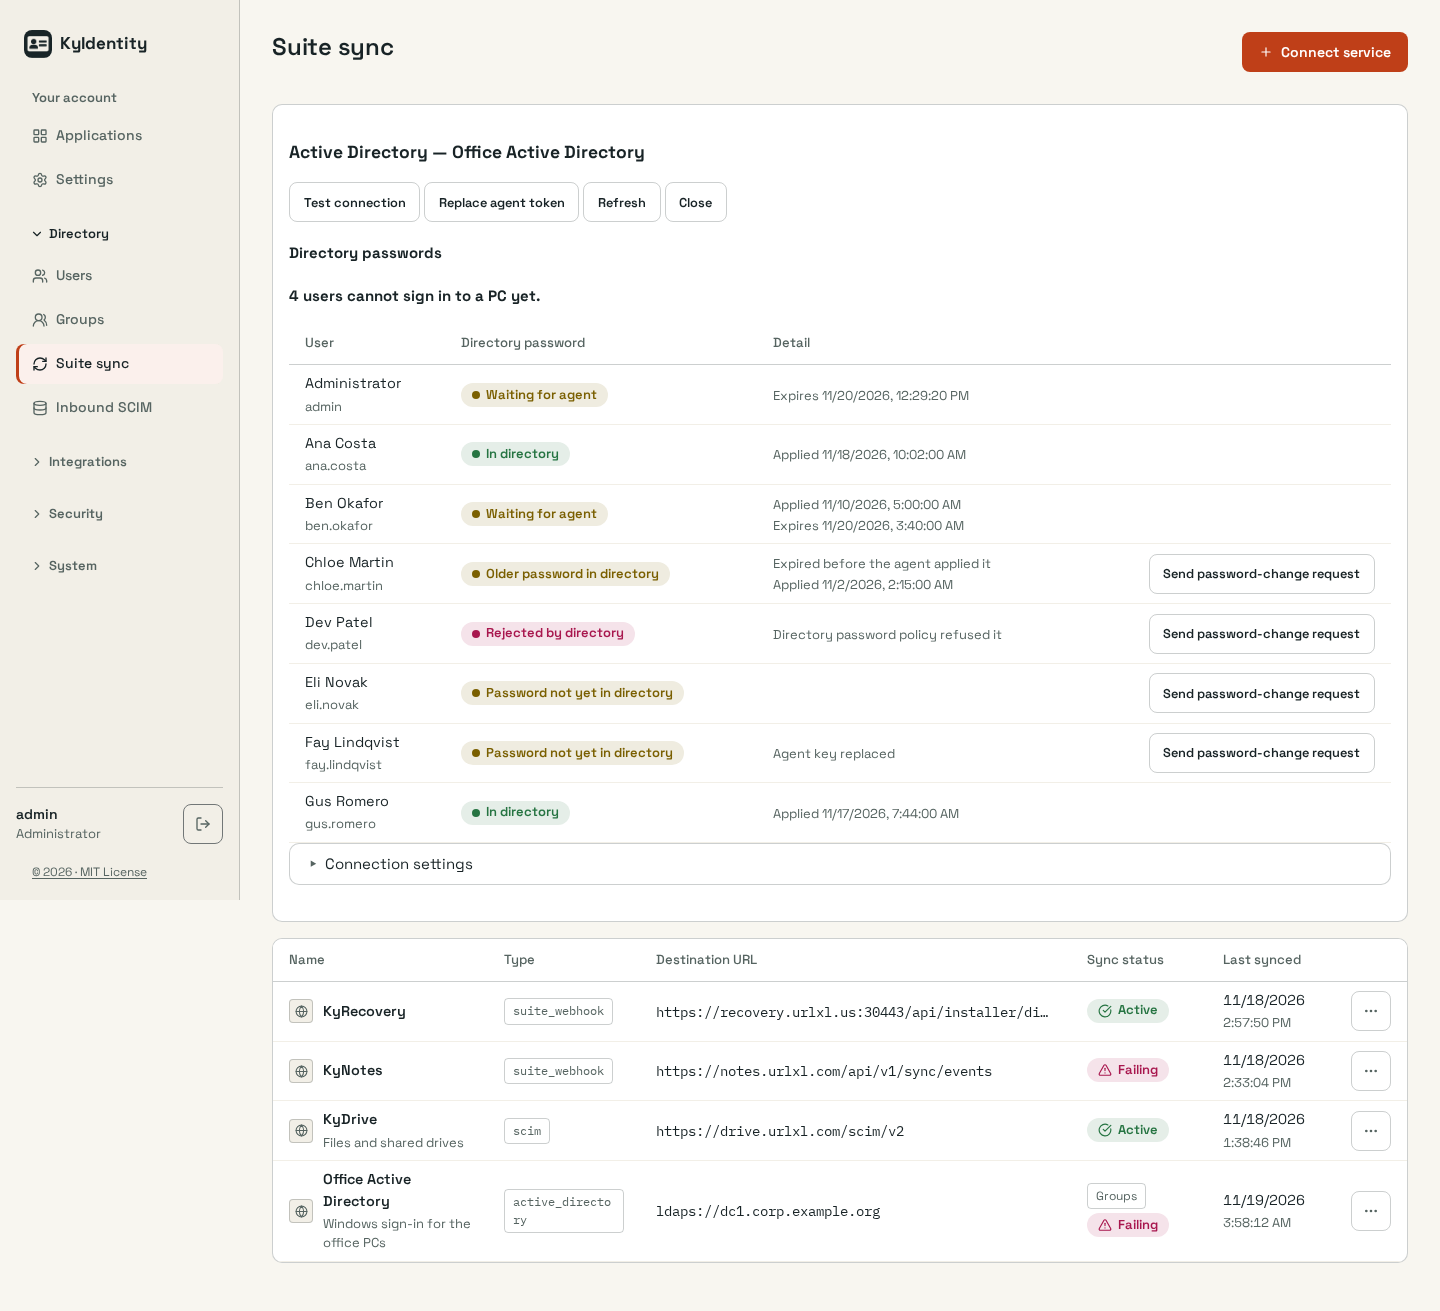 KyIdentity
Your account
Applications
Settings
Directory
Users
Groups
Suite sync
Inbound SCIM
Integrations
Security
System
admin
Administrator
© 2026 · MIT License
Suite sync
Connect service
Active Directory — Office Active Directory
Test connection
Replace agent token
Refresh
Close
Directory passwords
4 users cannot sign in to a PC yet.
User Directory password Detail
Administrator
admin
Waiting for agent
Expires 11/20/2026, 12:29:20 PM
Ana Costa
ana.costa
In directory
Applied 11/18/2026, 10:02:00 AM
Ben Okafor
ben.okafor
Waiting for agent
Applied 11/10/2026, 5:00:00 AM
Expires 11/20/2026, 3:40:00 AM
Chloe Martin
chloe.martin
Older password in directory
Expired before the agent applied it
Applied 11/2/2026, 2:15:00 AM
Send password-change request
Dev Patel
dev.patel
Rejected by directory
Directory password policy refused it
Send password-change request
Eli Novak
eli.novak
Password not yet in directory
Send password-change request
Fay Lindqvist
fay.lindqvist
Password not yet in directory
Agent key replaced
Send password-change request
Gus Romero
gus.romero
In directory
Applied 11/17/2026, 7:44:00 AM
Connection settings
Name Type Destination URL Sync status Last synced
KyRecovery
suite_webhook
https://recovery.urlxl.us:30443/api/installer/di…
Active
11/18/2026
2:57:50 PM
KyNotes
suite_webhook
https://notes.urlxl.com/api/v1/sync/events
Failing
11/18/2026
2:33:04 PM
KyDrive
Files and shared drives
scim
https://drive.urlxl.com/scim/v2
Active
11/18/2026
1:38:46 PM
Office Active
Directory
Windows sign-in for the
office PCs
active_directo
ry
ldaps://dc1.corp.example.org
Groups
Failing
11/19/2026
3:58:12 AM